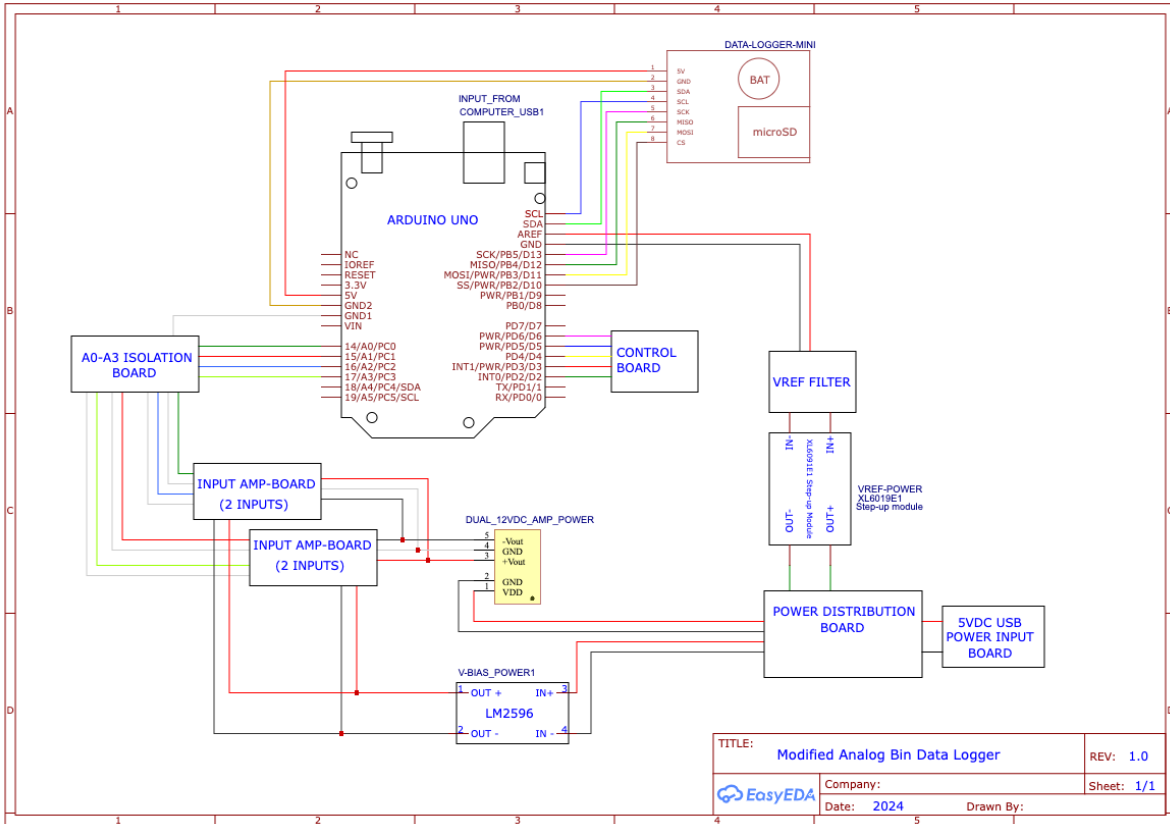 1 2 3 4 5
A
B
C
D
A
B
C
D
DATA-LOGGER-MINI
1 5V
2 GND
3 SDA
4 SCL
5 SCK
6 MISO
7 MOSI
8 CS
BAT
microSD
INPUT_FROM
COMPUTER_USB1
ARDUINO UNO
NC
IOREF
RESET
3.3V
5V
GND2
GND1
VIN
14/A0/PC0
15/A1/PC1
16/A2/PC2
17/A3/PC3
18/A4/PC4/SDA
19/A5/PC5/SCL
SCL
SDA
AREF
GND
SCK/PB5/D13
MISO/PB4/D12
MOSI/PWR/PB3/D11
SS/PWR/PB2/D10
PWR/PB1/D9
PB0/D8
PD7/D7
PWR/PD6/D6
PWR/PD5/D5
PD4/D4
INT1/PWR/PD3/D3
INT0/PD2/D2
TX/PD1/1
RX/PD0/0
A0-A3 ISOLATION
BOARD
CONTROL
BOARD
VREF FILTER
IN-
IN+
XL6091E1 Step-up Module
OUT-
OUT+
VREF-POWER
XL6019E1
Step-up module
INPUT AMP-BOARD
(2 INPUTS)
INPUT AMP-BOARD
(2 INPUTS)
DUAL_12VDC_AMP_POWER
5 -Vout
4 GND
3 +Vout
2 GND
1 VDD
POWER DISTRIBUTION
BOARD
5VDC USB
POWER INPUT
BOARD
V-BIAS_POWER1
1 OUT + IN+ 3
LM2596
2 OUT - IN - 4
TITLE:
Modified Analog Bin Data Logger
REV: 1.0
EasyEDA
Company:
Sheet: 1/1
Date: 2024 Drawn By:
1 2 3 4 5